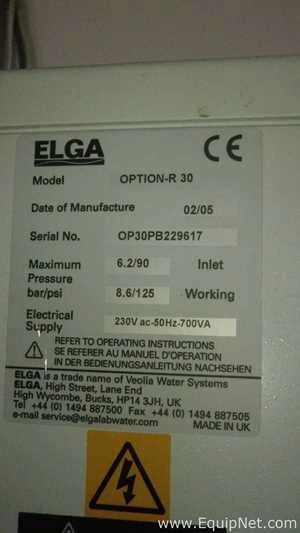 ELGA CE
Model OPTION-R 30
Date of Manufacture 02/05
Serial No. OP30PB229617
Maximum 6.2/90 Inlet
Pressure
bar/psi 8.6/125 Working
Electrical
Supply 230V ac-50Hz-700VA
REFER TO OPERATING INSTRUCTIONS
SE REFERER AU MANUEL D'OPERATION
IN DER BEDIENUNGSANLEITUNG NACHSEHEN
ELGA is a trade name of Veolia Water Systems
ELGA, High Street, Lane End
High Wycombe, Bucks, HP14 3JH, UK
Tel +44 (0) 1494 887500 Fax +44 (0) 1494 887505
e-mail service@elgalabwater.com MADE IN UK
www.EquipNet.com